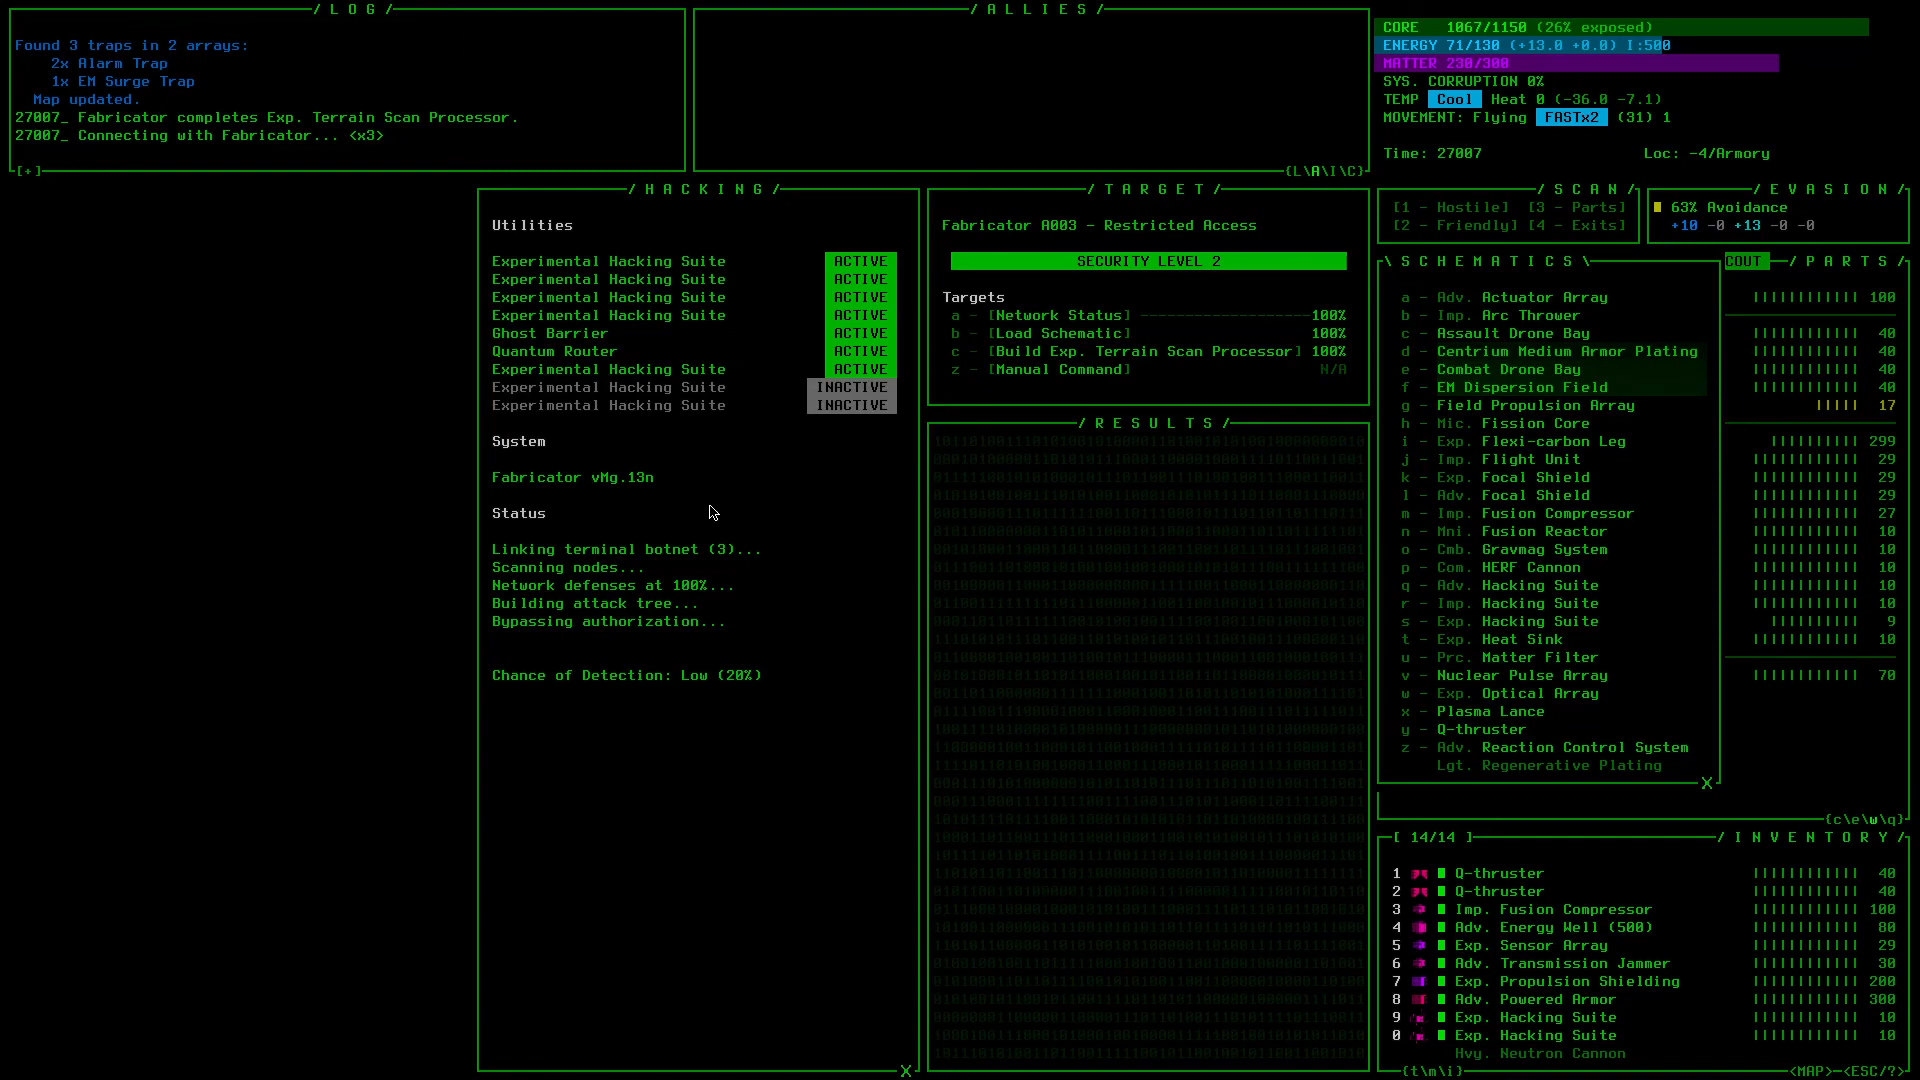 / L O G /
Found 3 traps in 2 arrays:
2x Alarm Trap
1x EM Surge Trap
Map updated.
27007_ Fabricator completes Exp. Terrain Scan Processor.
27007_ Connecting with Fabricator... <x3>
[+]
/ A L L I E S /
{L\A\I\C}
CORE 1067/1150 (26% exposed)
ENERGY 71/130 (+13.0 +0.0) I:500
MATTER 230/300
SYS. CORRUPTION 0%
TEMP Cool Heat 0 (-36.0 -7.1)
MOVEMENT: Flying FASTx2 (31) 1
Time: 27007 Loc: -4/Armory
/ H A C K I N G /
Utilities
Experimental Hacking Suite ACTIVE
Experimental Hacking Suite ACTIVE
Experimental Hacking Suite ACTIVE
Experimental Hacking Suite ACTIVE
Ghost Barrier ACTIVE
Quantum Router ACTIVE
Experimental Hacking Suite ACTIVE
Experimental Hacking Suite INACTIVE
Experimental Hacking Suite INACTIVE
System
Fabricator vMg.13n
Status
Linking terminal botnet (3)...
Scanning nodes...
Network defenses at 100%...
Building attack tree...
Bypassing authorization...
Chance of Detection: Low (20%)
X
/ T A R G E T /
Fabricator A003 - Restricted Access
SECURITY LEVEL 2
Targets
a - [Network Status] 100%
b - [Load Schematic] 100%
c - [Build Exp. Terrain Scan Processor] 100%
z - [Manual Command] N/A
/ R E S U L T S /
/ S C A N /
[1 - Hostile] [3 - Parts]
[2 - Friendly] [4 - Exits]
/ E V A S I O N /
63% Avoidance
+10 -0 +13 -0 -0
\ S C H E M A T I C S \
a - Adv. Actuator Array
b - Imp. Arc Thrower
c - Assault Drone Bay
d - Centrium Medium Armor Plating
e - Combat Drone Bay
f - EM Dispersion Field
g - Field Propulsion Array
h - Mic. Fission Core
i - Exp. Flexi-carbon Leg
j - Imp. Flight Unit
k - Exp. Focal Shield
l - Adv. Focal Shield
m - Imp. Fusion Compressor
n - Mni. Fusion Reactor
o - Cmb. Gravmag System
p - Com. HERF Cannon
q - Adv. Hacking Suite
r - Imp. Hacking Suite
s - Exp. Hacking Suite
t - Exp. Heat Sink
u - Prc. Matter Filter
v - Nuclear Pulse Array
w - Exp. Optical Array
x - Plasma Lance
y - Q-thruster
z - Adv. Reaction Control System
Lgt. Regenerative Plating
X
COUT / P A R T S /
100
40
40
40
40
17
299
29
29
29
27
10
10
10
10
10
9
10
70
{c\e\w\q}
[ 14/14 ] / I N V E N T O R Y /
1 Q-thruster 40
2 Q-thruster 40
3 Imp. Fusion Compressor 100
4 Adv. Energy Well (500) 80
5 Exp. Sensor Array 29
6 Adv. Transmission Jammer 30
7 Exp. Propulsion Shielding 200
8 Adv. Powered Armor 300
9 Exp. Hacking Suite 10
0 Exp. Hacking Suite 10
Hvy. Neutron Cannon
{t\m\i} <MAP> <ESC/?>